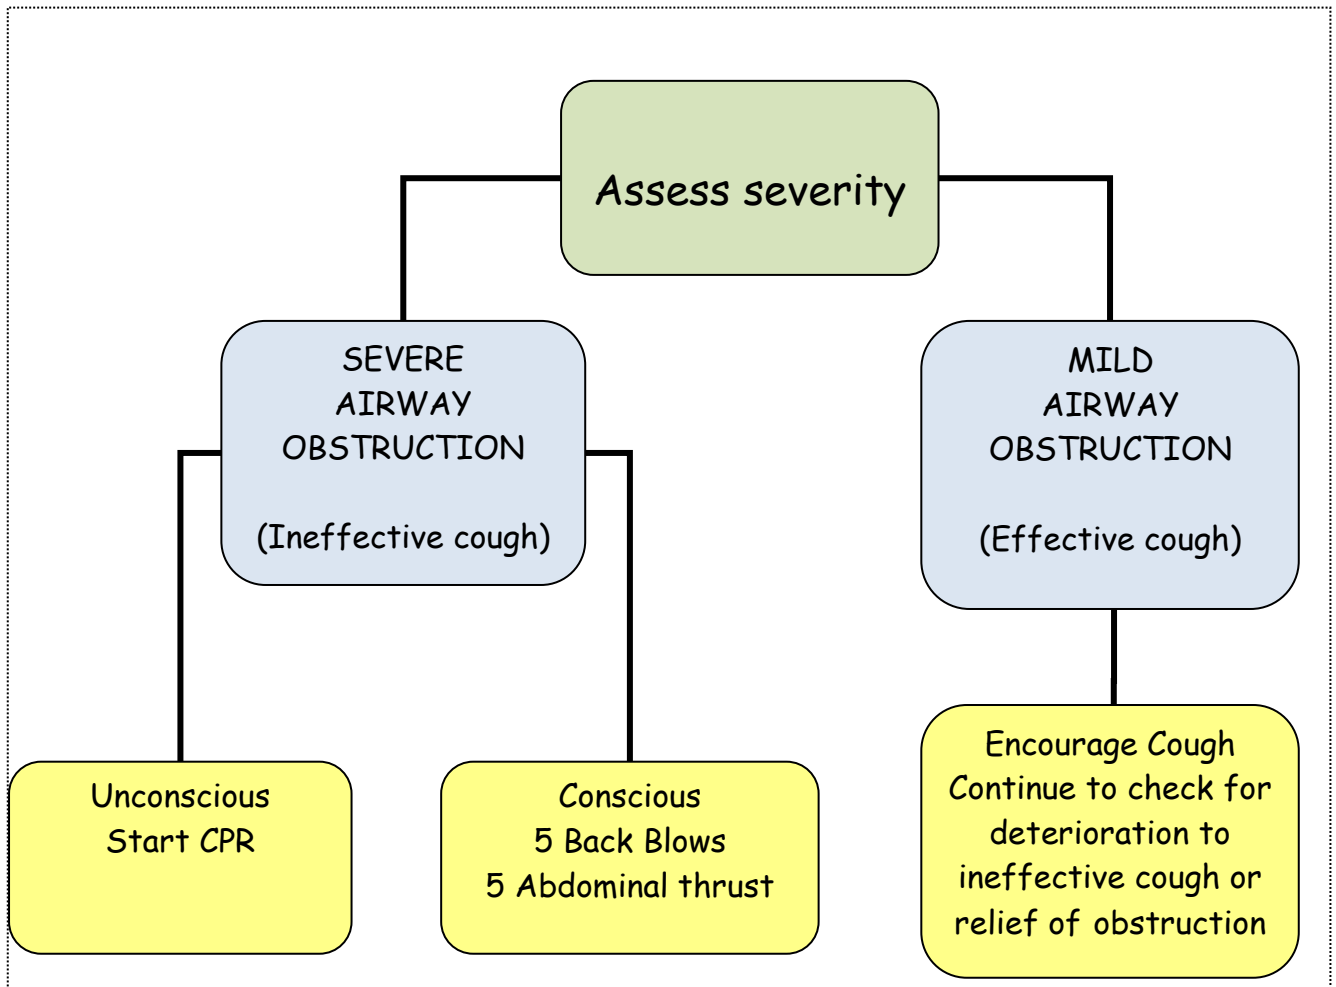 Assess severity
SEVERE
AIRWAY
OBSTRUCTION
(Ineffective cough)
MILD
AIRWAY
OBSTRUCTION
(Effective cough)
Unconscious
Start CPR
Conscious
5 Back Blows
5 Abdominal thrust
Encourage Cough
Continue to check for
deterioration to
ineffective cough or
relief of obstruction